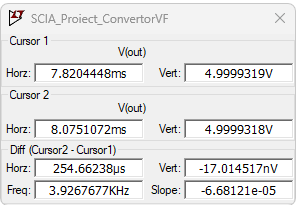 SCIA_Proiect_ConvertorVF
Cursor 1
V(out)
Horz: 7.8204448ms Vert: 4.9999319V
Cursor 2
V(out)
Horz: 8.0751072ms Vert: 4.9999318V
Diff (Cursor2 - Cursor1)
Horz: 254.66238µs Vert: -17.014517nV
Freq: 3.9267677KHz Slope: -6.68121e-05